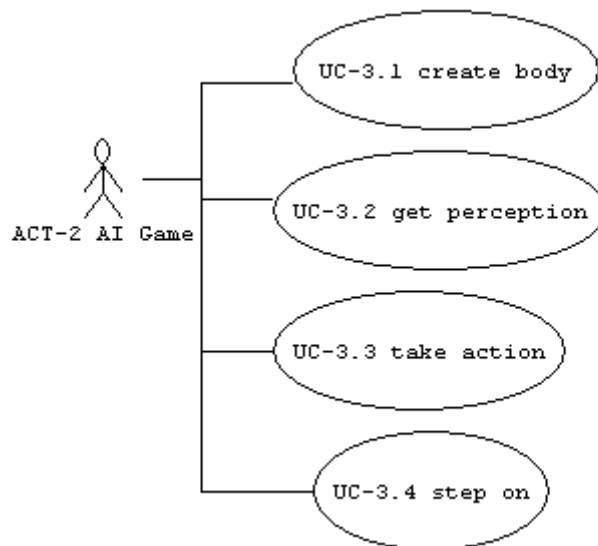 UC-3.1 create body
UC-3.2 get perception
ACT-2 AI Game
UC-3.3 take action
UC-3.4 step on